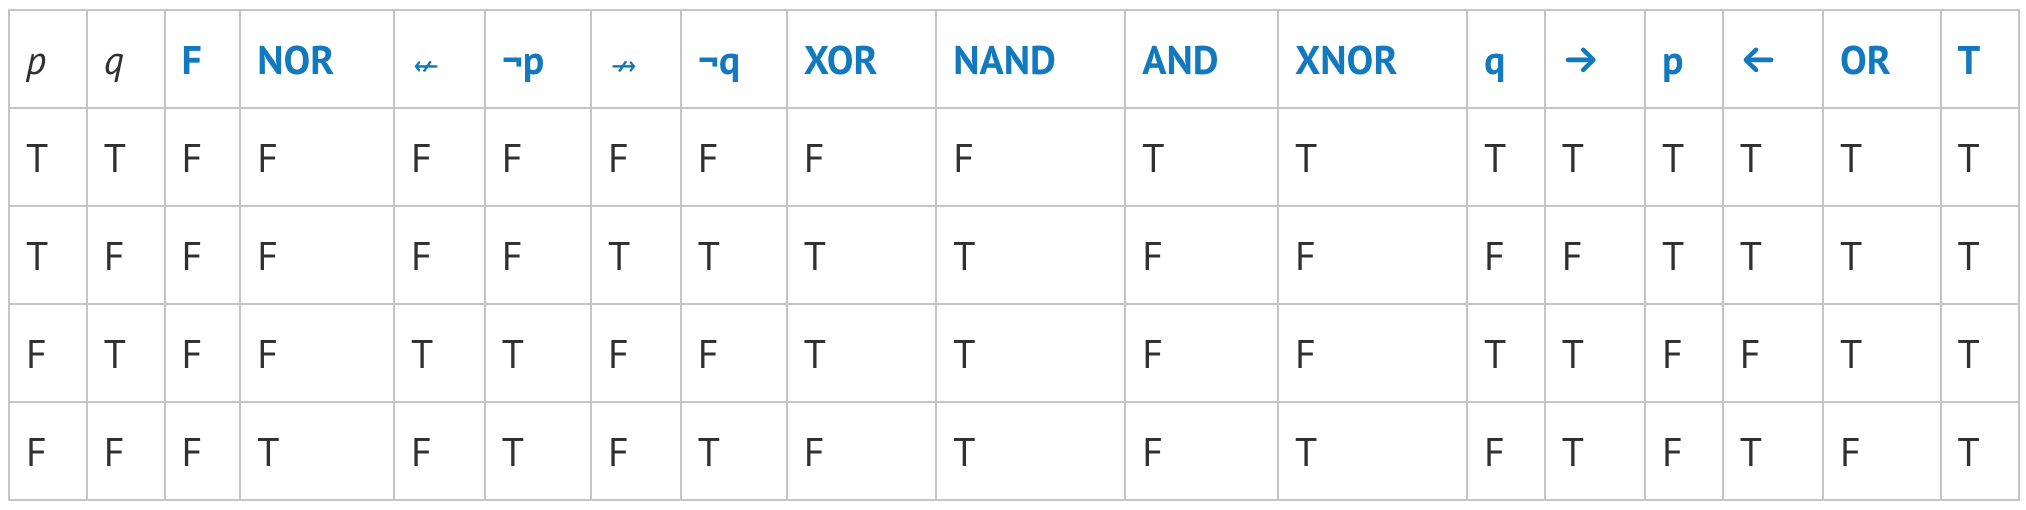 p q F NOR ↚ ¬p ↛ ¬q XOR NAND AND XNOR q → p ← OR T
T T F F F F F F F F T T T T T T T T
T F F F F F T T T T F F F F T T T T
F T F F T T F F T T F F T T F F T T
F F F T F T F T F T F T F T F T F T